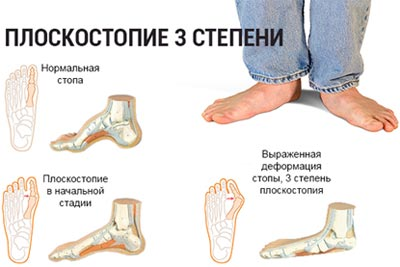 ПЛОСКОСТОПИЕ 3 СТЕПЕНИ
Нормальная
стопа
Плоскостопие
в начальной
стадии
Выраженная
деформация
стопы, 3 степень
плоскостопия